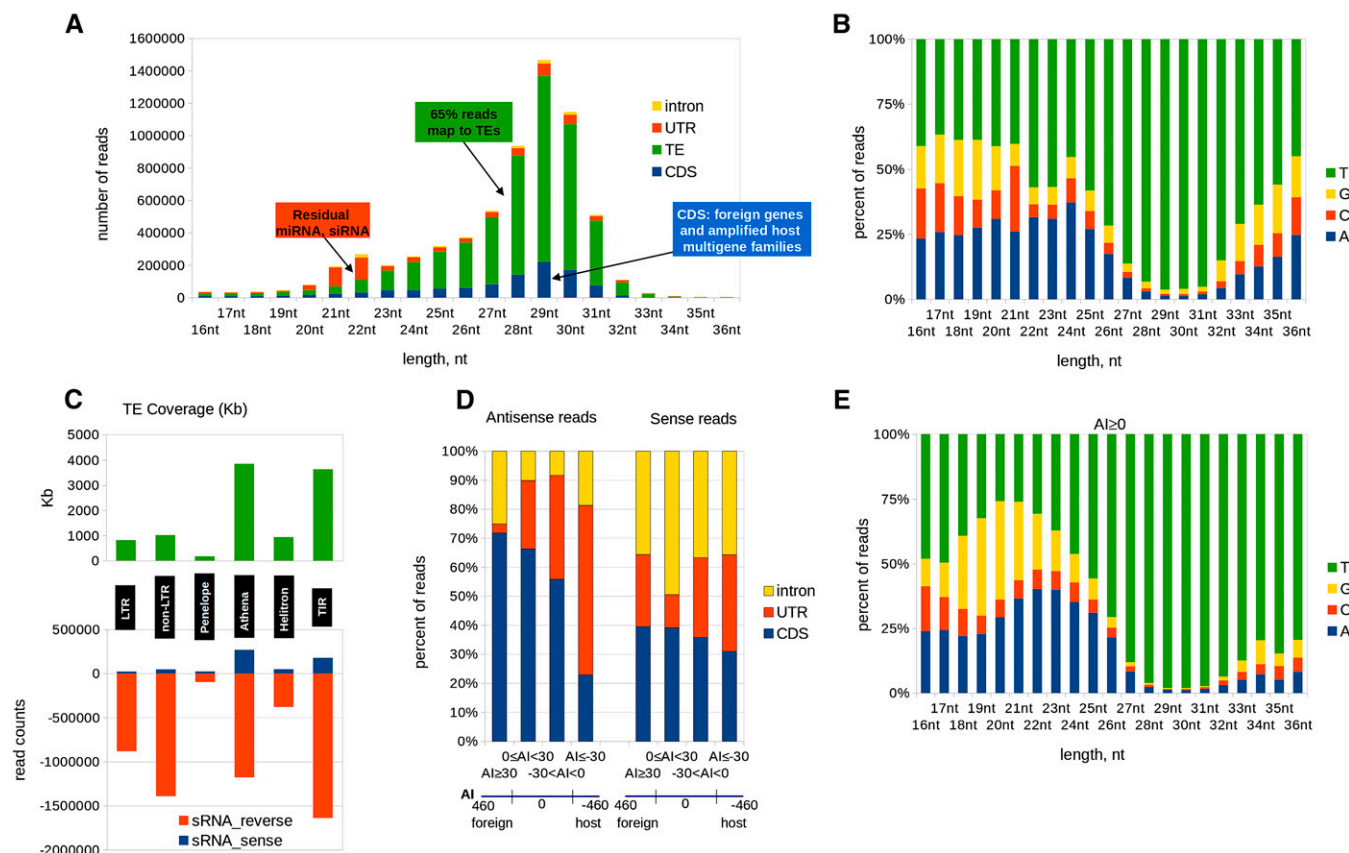 A
number of reads
1600000
1400000
1200000
1000000
800000
600000
400000
200000
0
65% reads
map to TEs
Residual
miRNA, siRNA
CDS: foreign genes
and amplified host
multigene families
intron
UTR
TE
CDS
17nt 19nt 21nt 23nt 25nt 27nt 29nt 31nt 33nt 35nt
16nt 18nt 20nt 22nt 24nt 26nt 28nt 30nt 32nt 34nt 36nt
length, nt
B
percent of reads
100%
75%
50%
25%
0%
T
G
C
A
17nt 19nt 21nt 23nt 25nt 27nt 29nt 31nt 33nt 35nt
16nt 18nt 20nt 22nt 24nt 26nt 28nt 30nt 32nt 34nt 36nt
length, nt
C
TE Coverage (Kb)
Kb
5000
4000
3000
2000
1000
0
LTR
non-LTR
Penelope
Athena
Helitron
TIR
read counts
500000
0
-500000
-1000000
-1500000
-2000000
sRNA_reverse
sRNA_sense
D
Antisense reads Sense reads
percent of reads
100%
90%
80%
70%
60%
50%
40%
30%
20%
10%
0%
intron
UTR
CDS
0≤AI<30 AI≤-30 0≤AI<30 AI≤-30
AI≥30 -30<AI<0 AI≥30 -30<AI<0
AI
460 0 -460 460 0 -460
foreign host foreign host
E
AI≥0
percent of reads
100%
75%
50%
25%
0%
T
G
C
A
17nt 19nt 21nt 23nt 25nt 27nt 29nt 31nt 33nt 35nt
16nt 18nt 20nt 22nt 24nt 26nt 28nt 30nt 32nt 34nt 36nt
length, nt